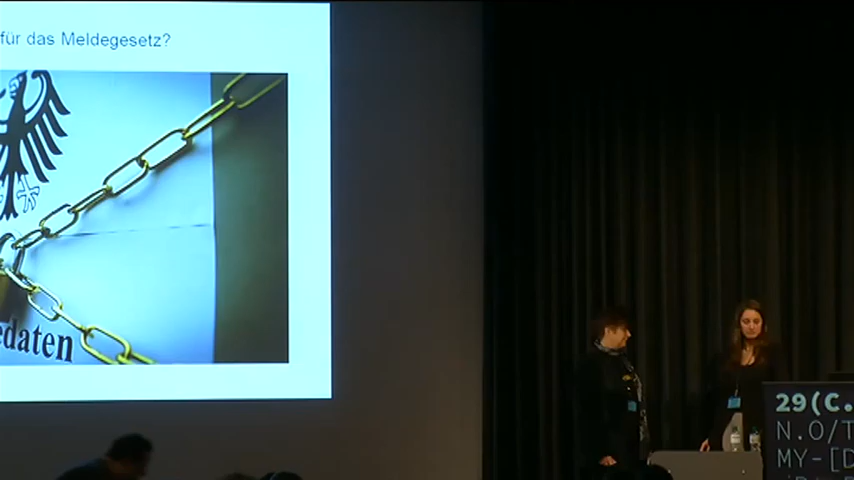 für das Meldegesetz?
edaten
29(C.
N.O/T
MY-[D